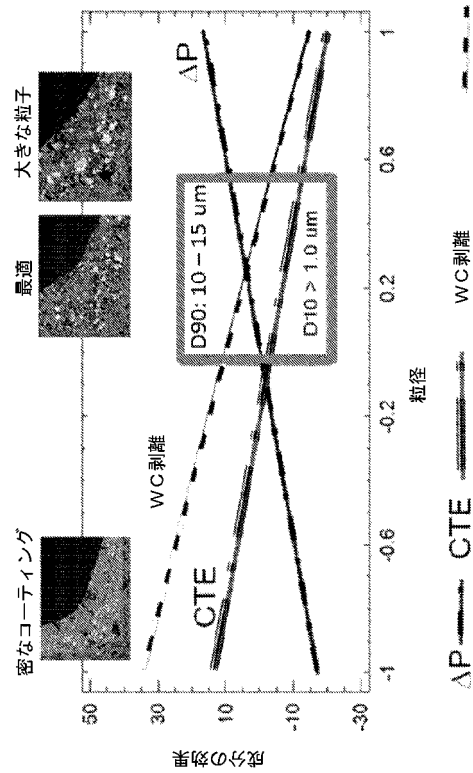 密なコーティング
最適
大きな粒子
50
30
10
-10
-30
成分の効果
WC剥離
CTE
ΔP
D90: 10 – 15 um
D10 > 1.0 um
-1
-0.6
-0.2
0.2
0.6
1
粒径
ΔP
CTE
WC剥離